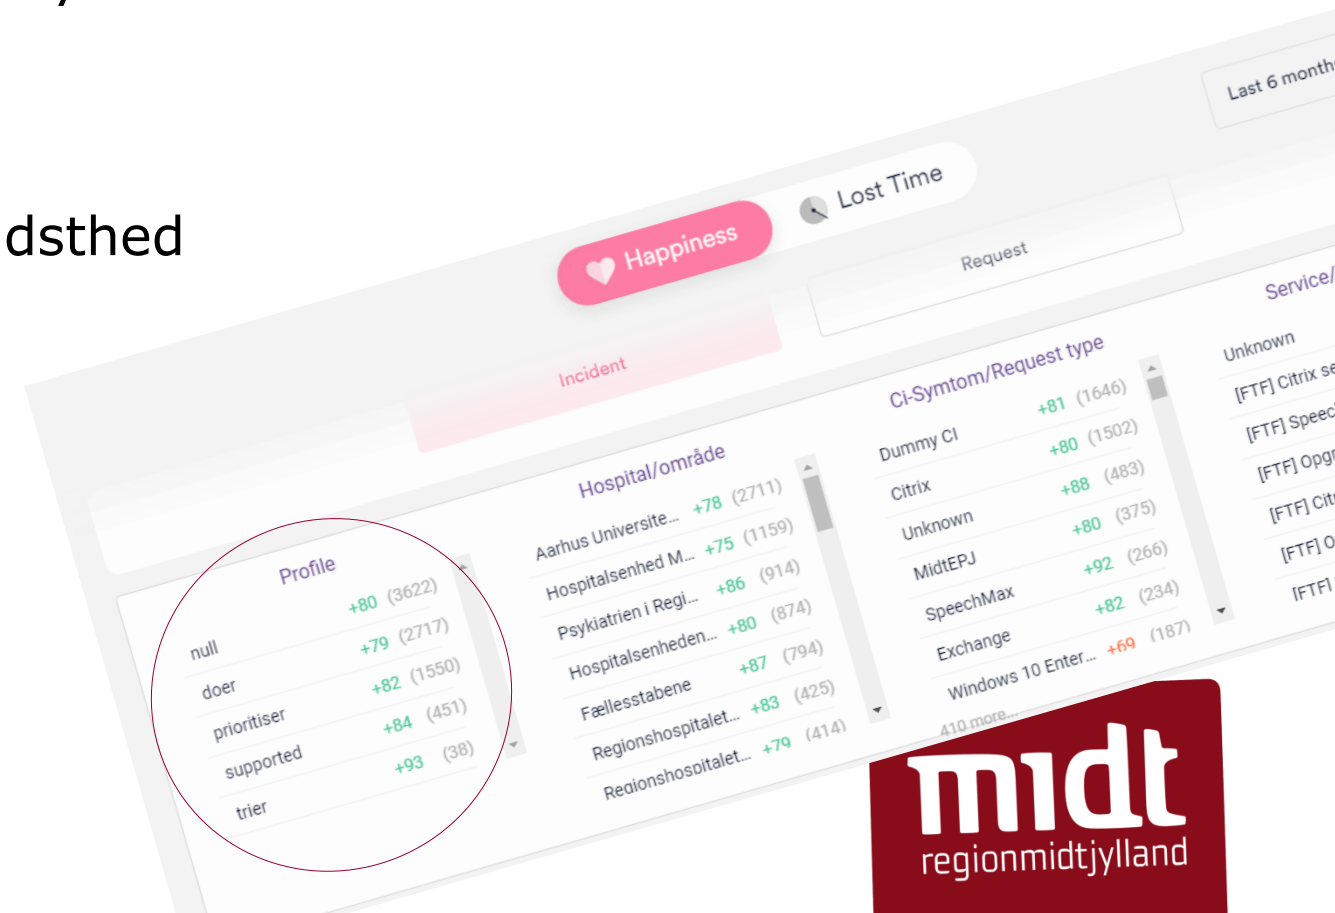 dsthed
Last 6 months
Happiness
Lost Time
Incident
Request
Profile
null +80 (3622)
doer +79 (2717)
prioritiser +82 (1550)
supported +84 (451)
trier +93 (38)
Hospital/område
Aarhus Universite... +78 (2711)
Hospitalsenhed M... +75 (1159)
Psykiatrien i Regi... +86 (914)
Hospitalsenheden... +80 (874)
Fællesstabene +87 (794)
Regionshospitalet... +83 (425)
Regionshospitalet... +79 (414)
Ci-Symtom/Request type
Dummy CI +81 (1646)
Citrix +80 (1502)
Unknown +88 (483)
MidtEPJ +80 (375)
SpeechMax +92 (266)
Exchange +82 (234)
Windows 10 Enter... +69 (187)
410 more...
Service/
Unknown
[FTF] Citrix se
[FTF] Speec
[FTF] Opgr
[FTF] Citr
[FTF] O
[FTF]
midt
regionmidtjylland